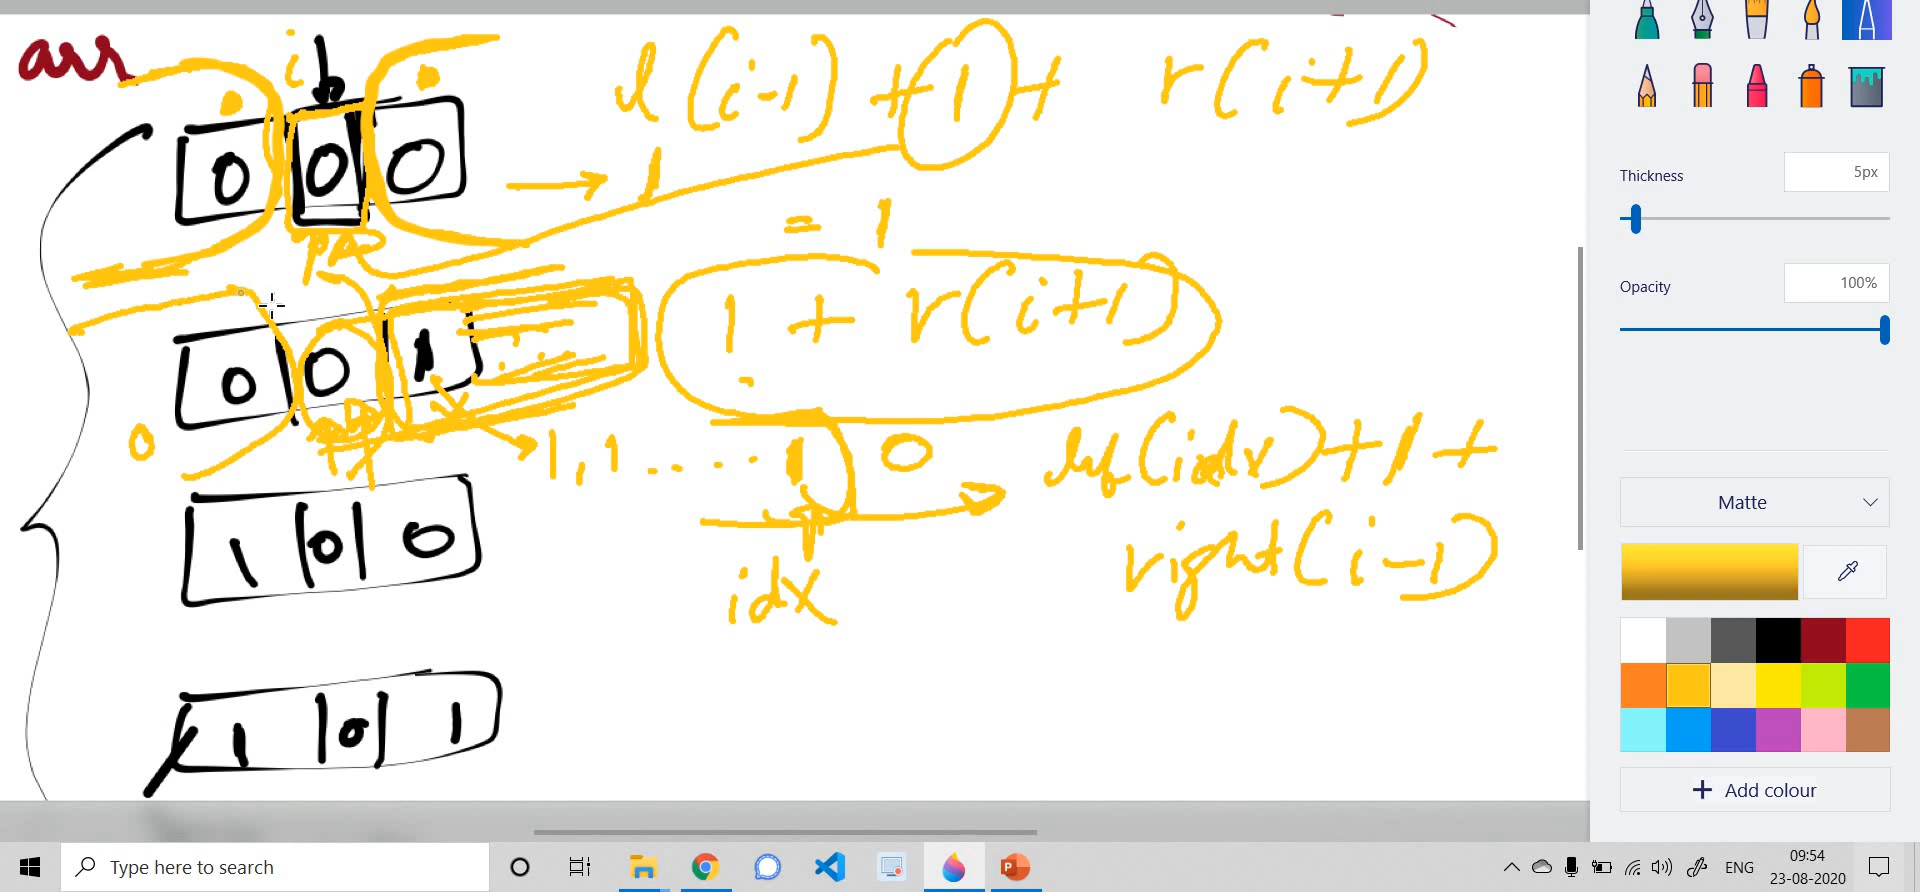 arr
i
l(i-1) + 1 + r(i+1)
0 0 0 → 1
= 1
0 0 1
1 + r(i+1)
0
1, 1 ..... 1 0
lef(idx) + 1 +
right(i-1)
idx
1 0 0
1 0 1
Thickness
5px
Opacity
100%
Matte
+ Add colour
Type here to search
ENG
09:54
23-08-2020